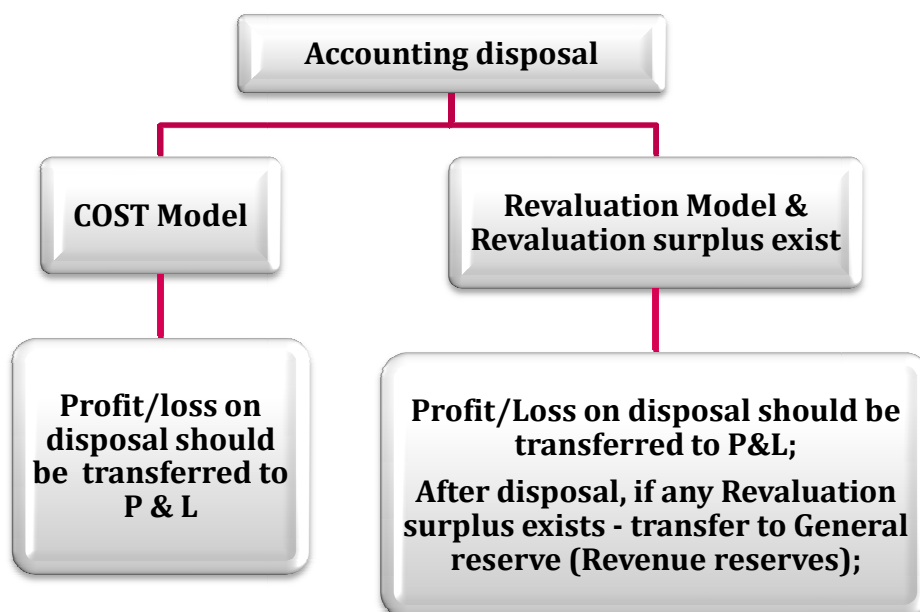 Accounting disposal
COST Model
Revaluation Model &
Revaluation surplus exist
Profit/loss on
disposal should
be transferred to
P & L
Profit/Loss on disposal should be
transferred to P&L;
After disposal, if any Revaluation
surplus exists - transfer to General
reserve (Revenue reserves);